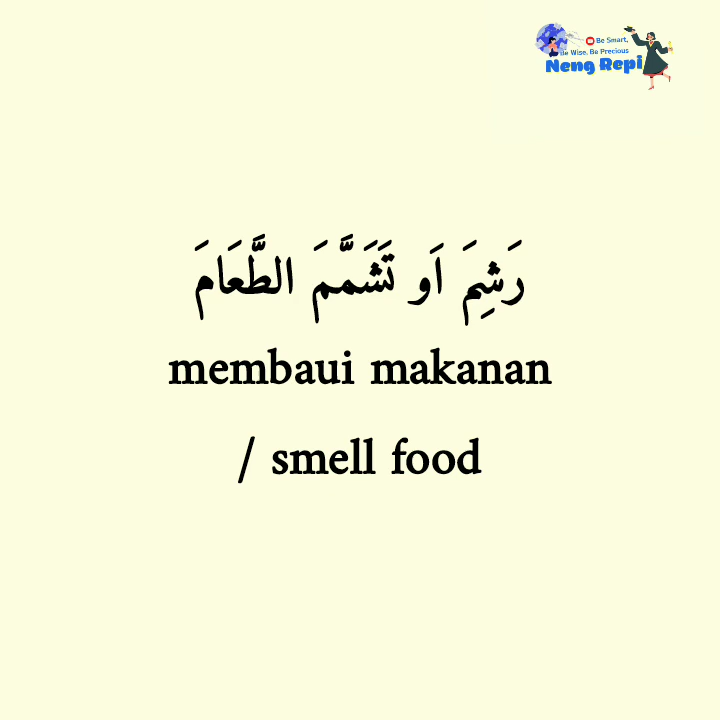 Be Smart,
Be Wise, Be Precious
Neng Repi
رَشِمَ اَو تَشَمَّمَ الطَّعَامَ
membaui makanan
/ smell food